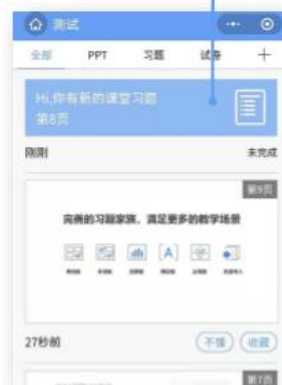 测试
全部 PPT 习题 试卷
Hi,你有新的课堂习题
第8页
刚刚 未完成
第9页
完善的习题家族，满足更多的教学场景
27秒前 不懂 收藏
第7页